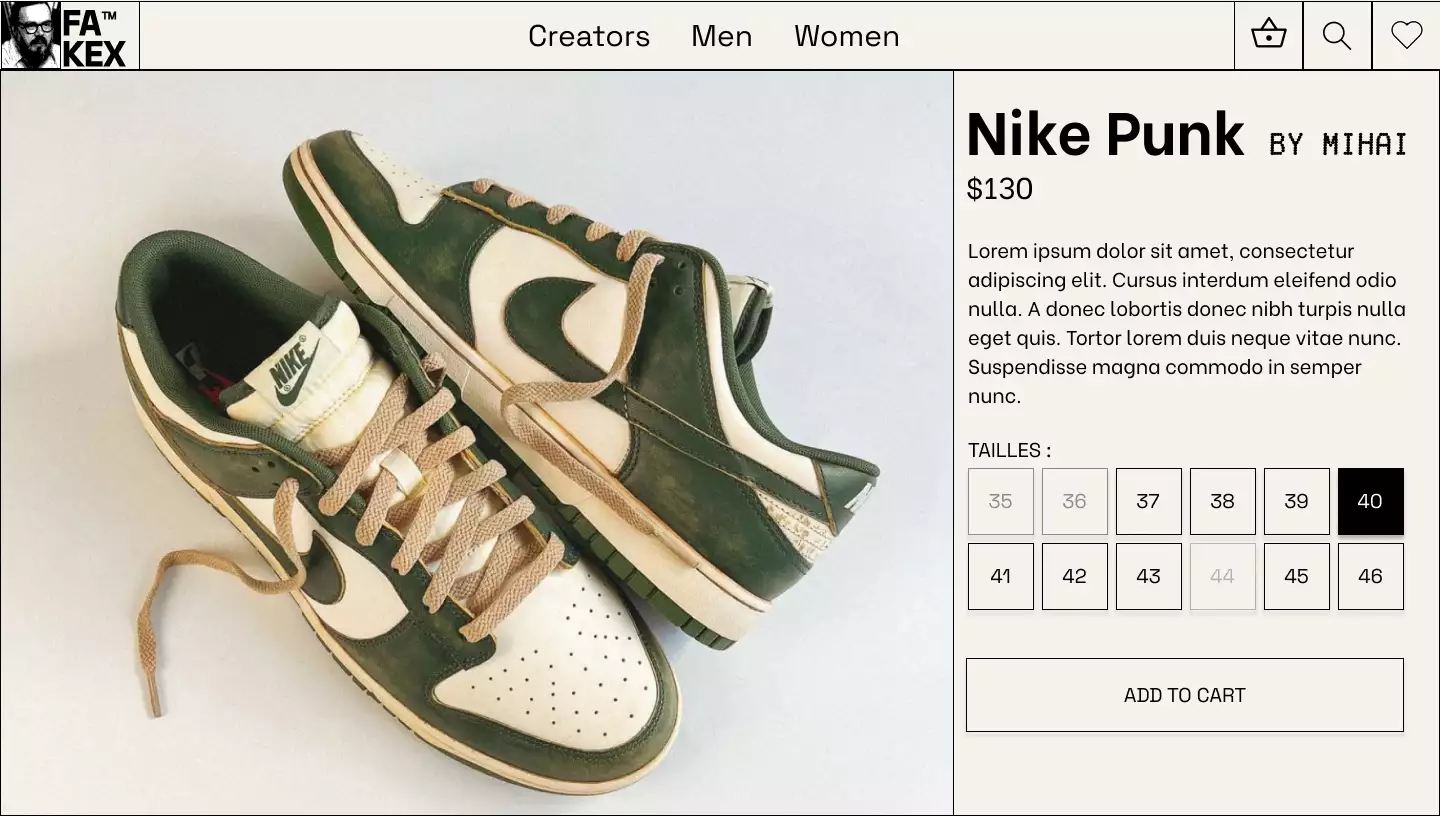 FA™
KEX
Creators Men Women
Nike Punk BY MIHAI
$130
Lorem ipsum dolor sit amet, consectetur
adipiscing elit. Cursus interdum eleifend odio
nulla. A donec lobortis donec nibh turpis nulla
eget quis. Tortor lorem duis neque vitae nunc.
Suspendisse magna commodo in semper
nunc.
TAILLES :
35 36 37 38 39 40
41 42 43 44 45 46
ADD TO CART
NIKE